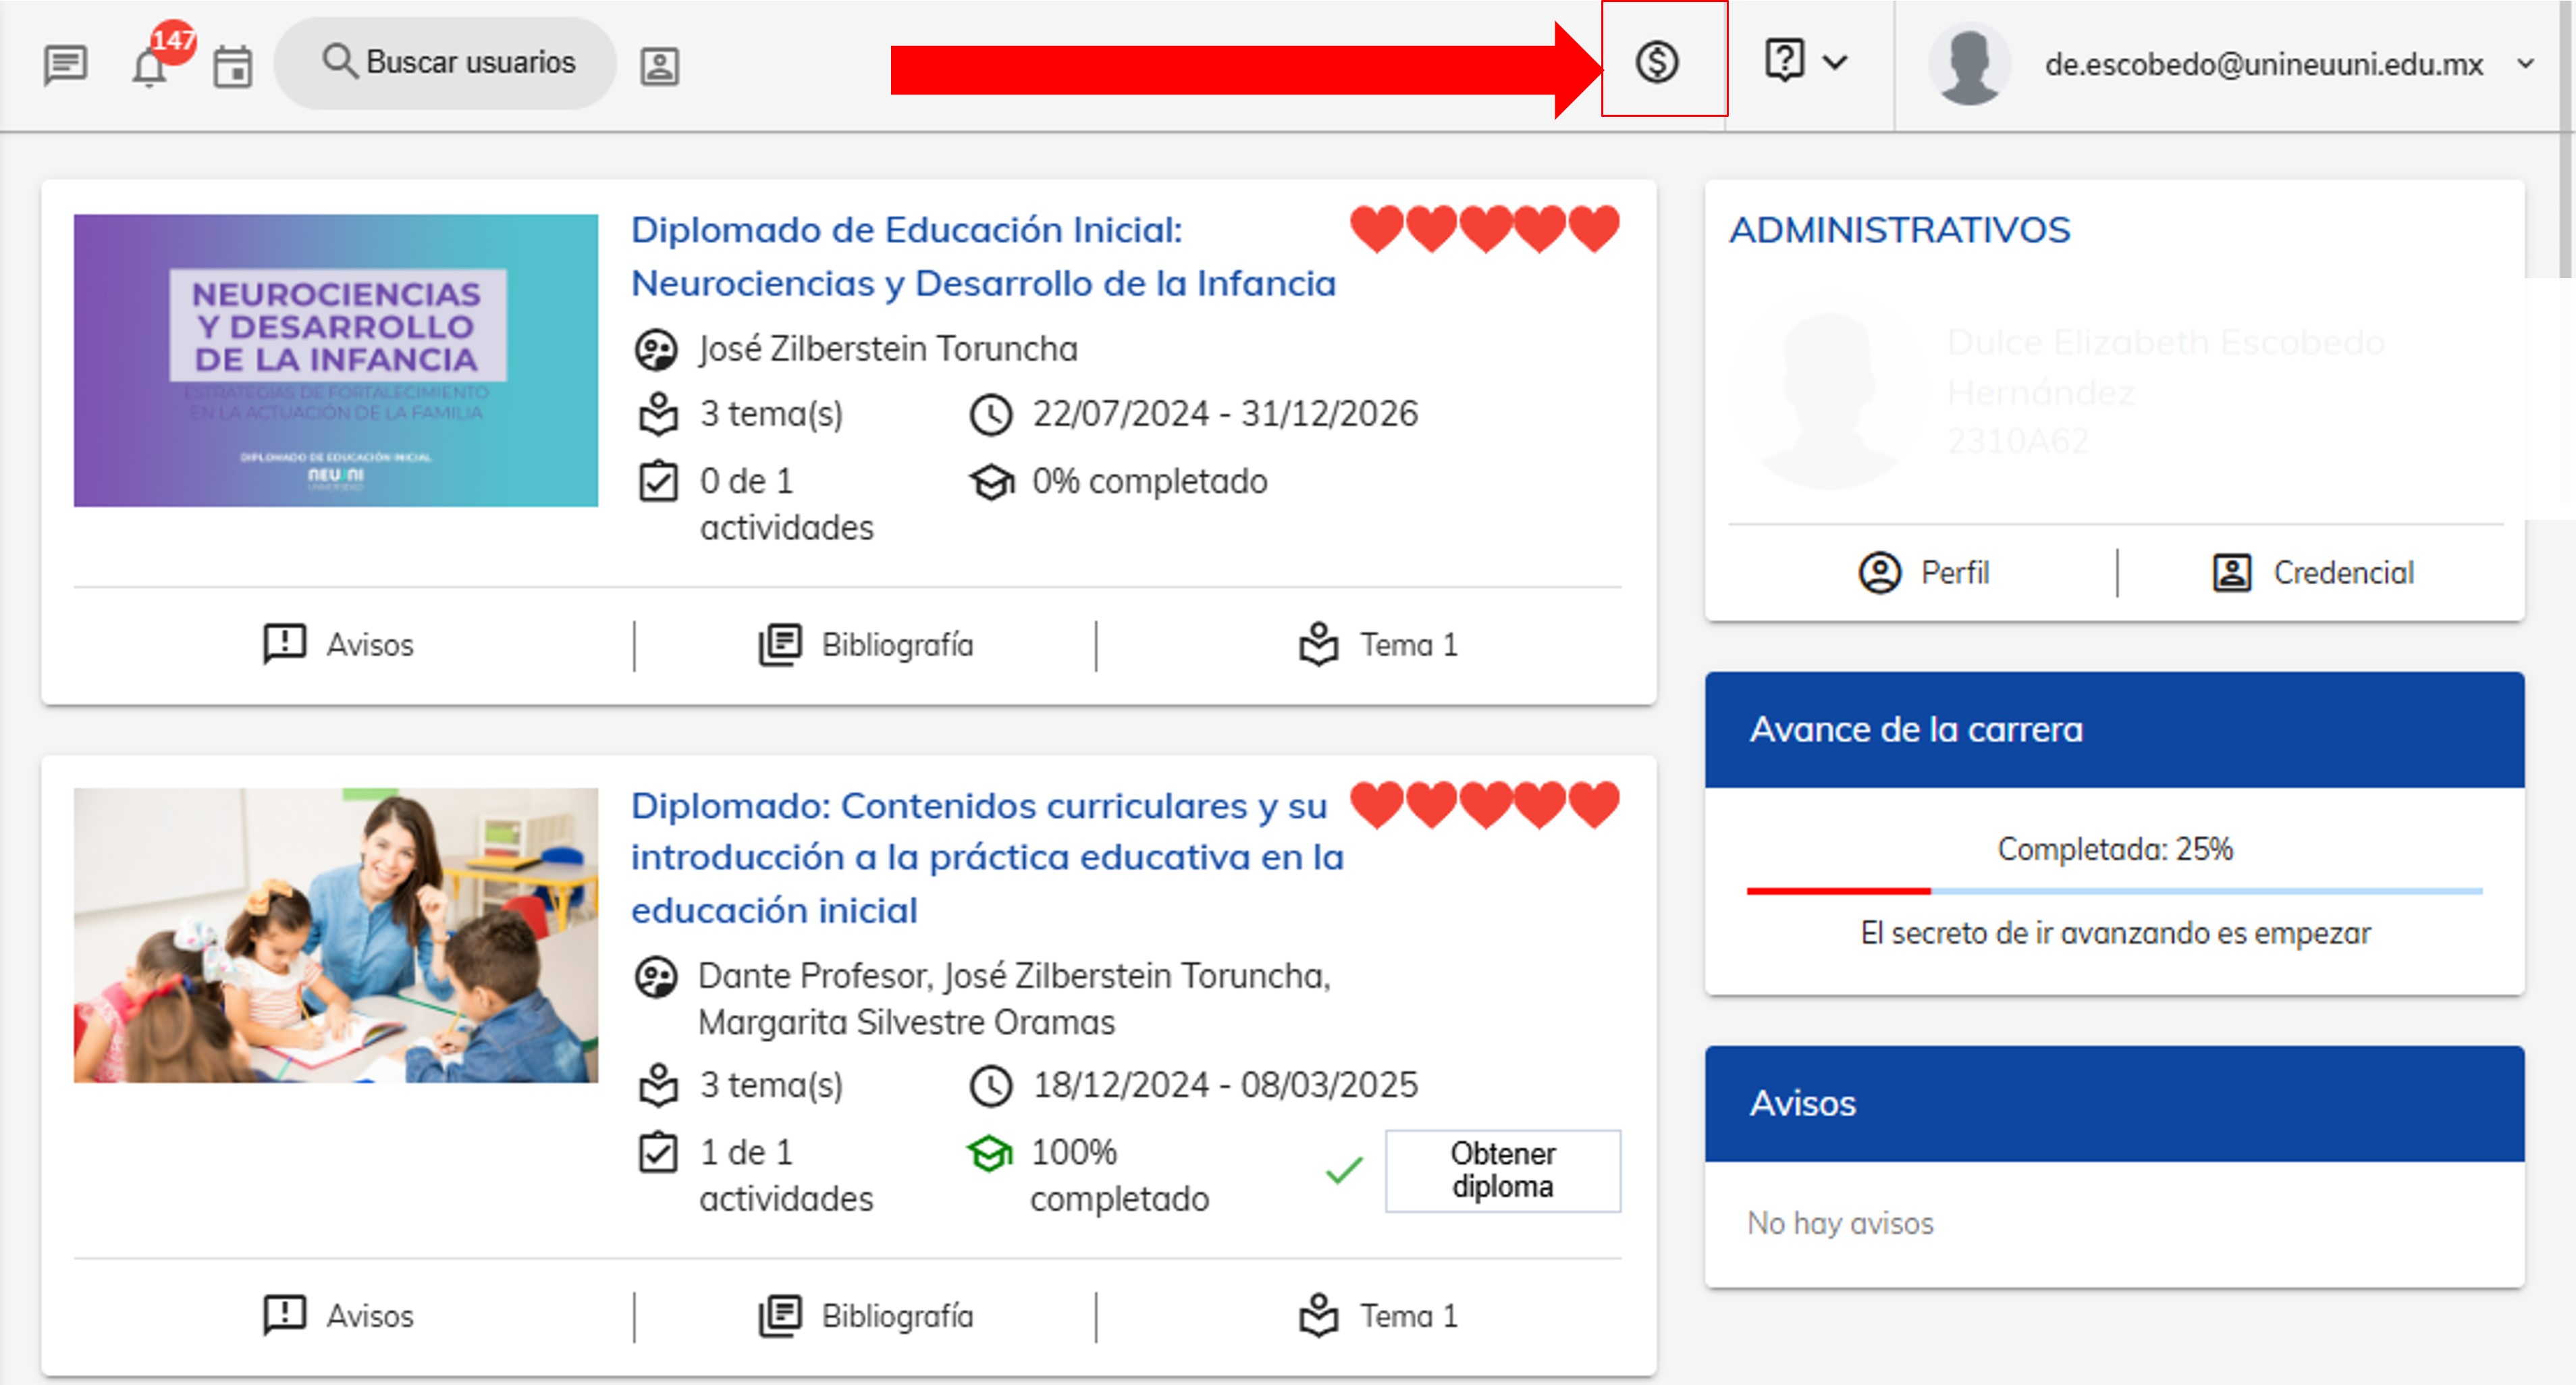 147
Buscar usuarios
de.escobedo@unineuuni.edu.mx
NEUROCIENCIAS
Y DESARROLLO
DE LA INFANCIA
ESTRATEGIAS DE FORTALECIMIENTO
EN LA ACTUACIÓN DE LA FAMILIA
DIPLOMADO DE EDUCACIÓN INICIAL
NEUUNI
UNIVERSIDAD
Diplomado de Educación Inicial:
Neurociencias y Desarrollo de la Infancia
José Zilberstein Toruncha
3 tema(s)
22/07/2024 - 31/12/2026
0 de 1
actividades
0% completado
Avisos
Bibliografía
Tema 1
Diplomado: Contenidos curriculares y su
introducción a la práctica educativa en la
educación inicial
Dante Profesor, José Zilberstein Toruncha,
Margarita Silvestre Oramas
3 tema(s)
18/12/2024 - 08/03/2025
1 de 1
actividades
100%
completado
Obtener
diploma
Avisos
Bibliografía
Tema 1
ADMINISTRATIVOS
Dulce Elizabeth Escobedo
Hernández
2310A62
Perfil
Credencial
Avance de la carrera
Completada: 25%
El secreto de ir avanzando es empezar
Avisos
No hay avisos